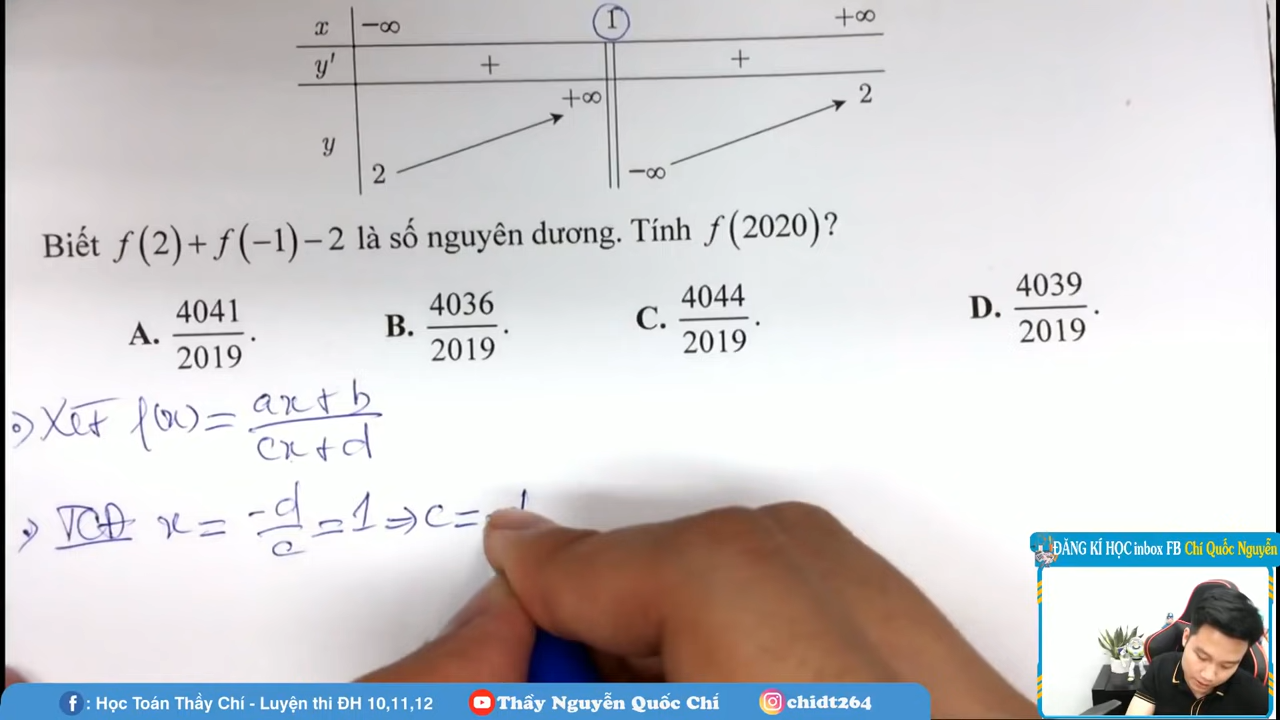 x −∞ 1 +∞
y' + +
+∞ 2
y
2 −∞
Biết f(2)+f(−1)−2 là số nguyên dương. Tính f(2020)?
A. 4041/2019. B. 4036/2019. C. 4044/2019. D. 4039/2019.
Xét f(x) = ax+b/cx+d
TCĐ x = -d/c = 1 ⇒ c =
ĐĂNG KÍ HỌC inbox FB Chí Quốc Nguyễn
: Học Toán Thầy Chí - Luyện thi ĐH 10,11,12 Thầy Nguyễn Quốc Chí chidt264